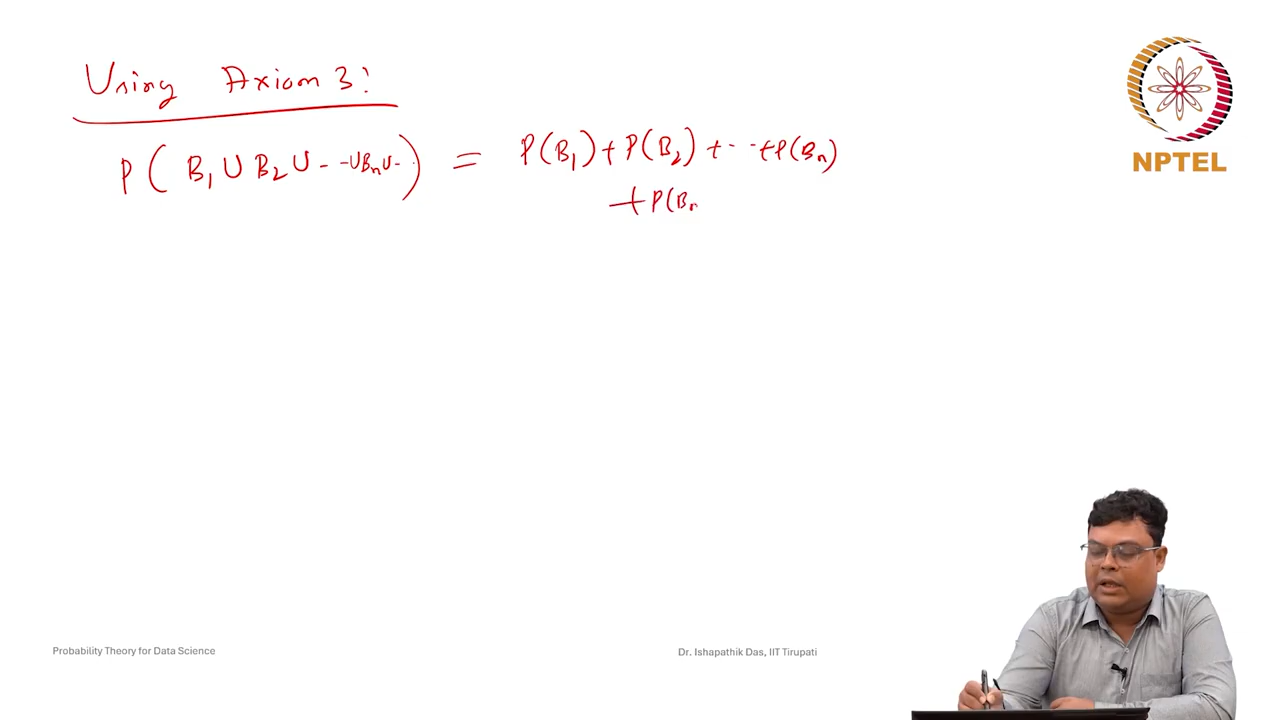 Using Axiom 3:
P( B₁ U B₂ U - - U Bₙ U - · ) = P(B₁) + P(B₂) + - · + P(Bₙ)
+ P(Bₙ
NPTEL
Probability Theory for Data Science
Dr. Ishapathik Das, IIT Tirupati